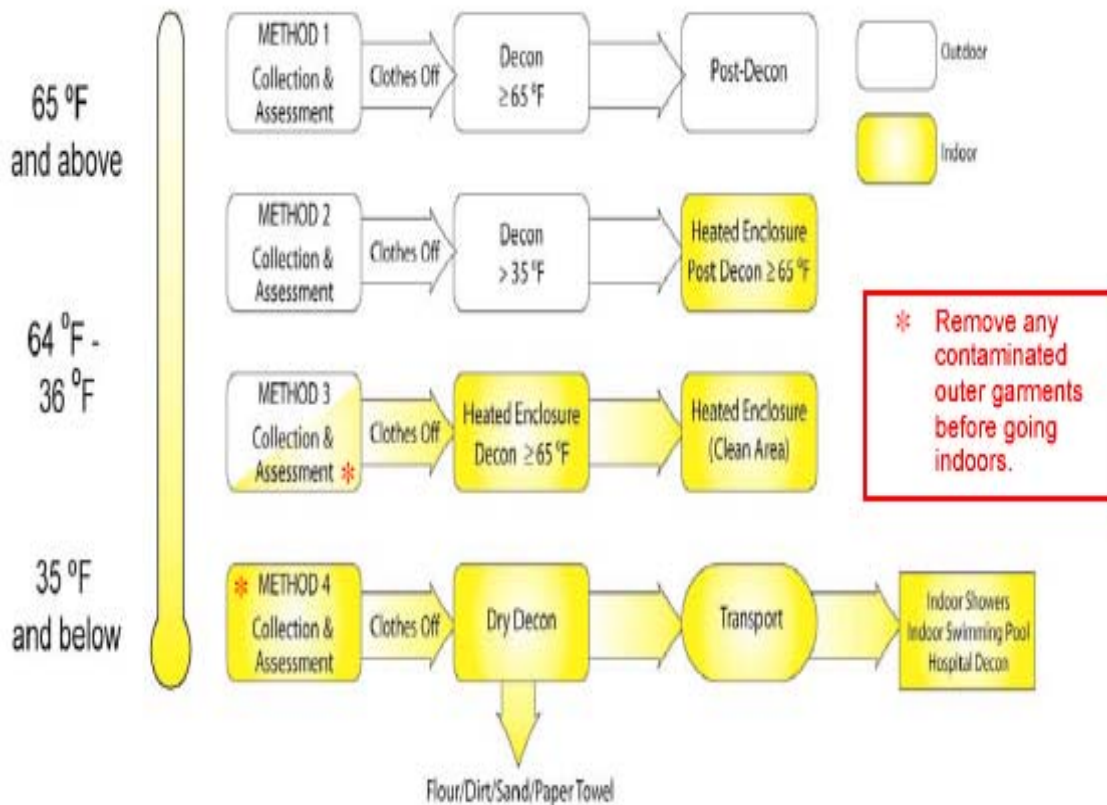 65 ºF
and above
METHOD 1
Collection &
Assessment
Clothes Off
Decon
≥65 ºF
Post-Decon
Outdoor
Indoor
METHOD 2
Collection &
Assessment
Clothes Off
Decon
>35 ºF
Heated Enclosure
Post Decon ≥65 ºF
64 ºF -
36 ºF
METHOD 3
Collection &
Assessment *
Clothes Off
Heated Enclosure
Decon ≥65 ºF
Heated Enclosure
(Clean Area)
* Remove any
contaminated
outer garments
before going
indoors.
35 ºF
and below
* METHOD 4
Collection &
Assessment
Clothes Off
Dry Decon
Transport
Indoor Showers
Indoor Swimming Pool
Hospital Decon
Flour/Dirt/Sand/Paper Towel